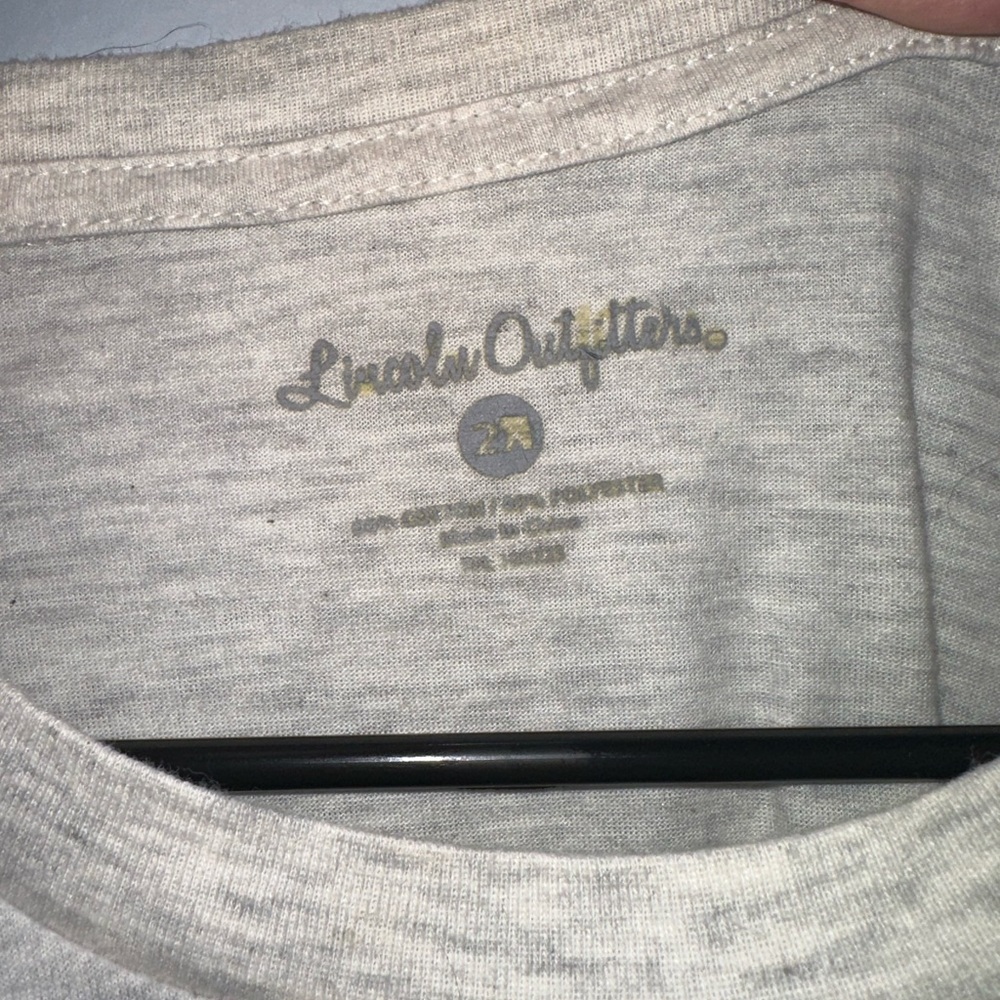 Lincoln Outfitters
2X
60% COTTON / 40% POLYESTER
Made in China